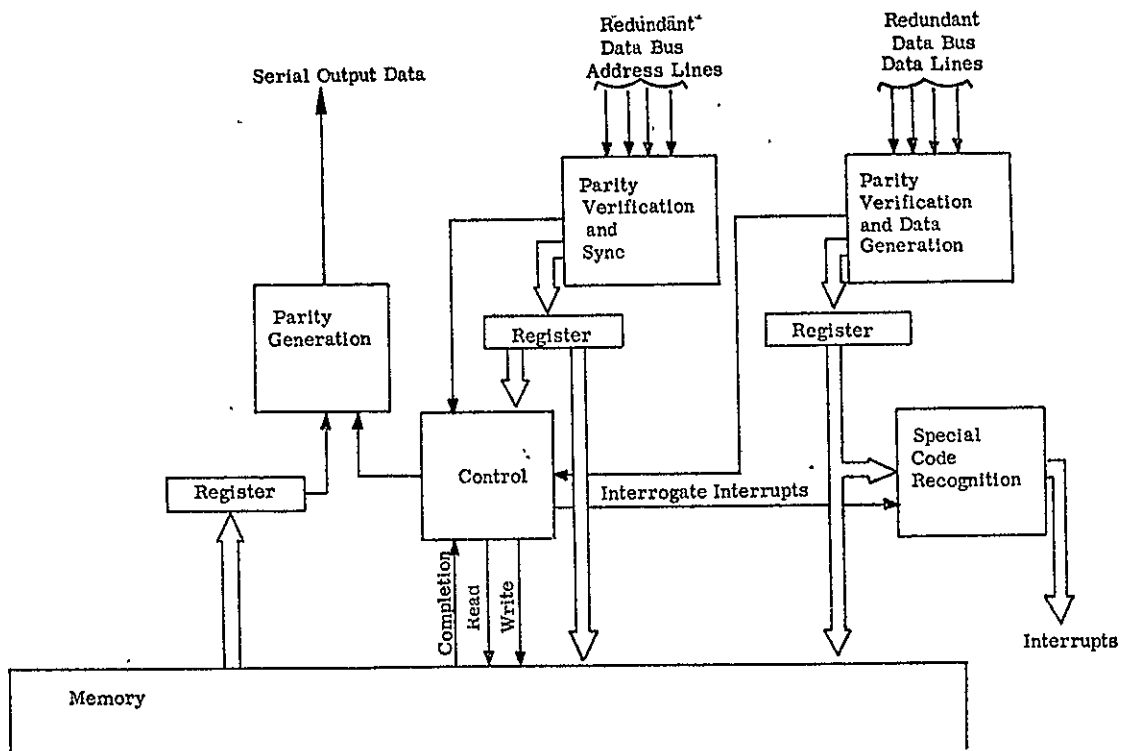 Redundant
Data Bus
Address Lines
Redundant
Data Bus
Data Lines
Serial Output Data
Parity
Verification
and
Sync
Parity
Verification
and Data
Generation
Parity
Generation
Register
Register
Control
Special
Code
Recognition
Register
Interrogate Interrupts
Completion
Read
Write
Interrupts
Memory